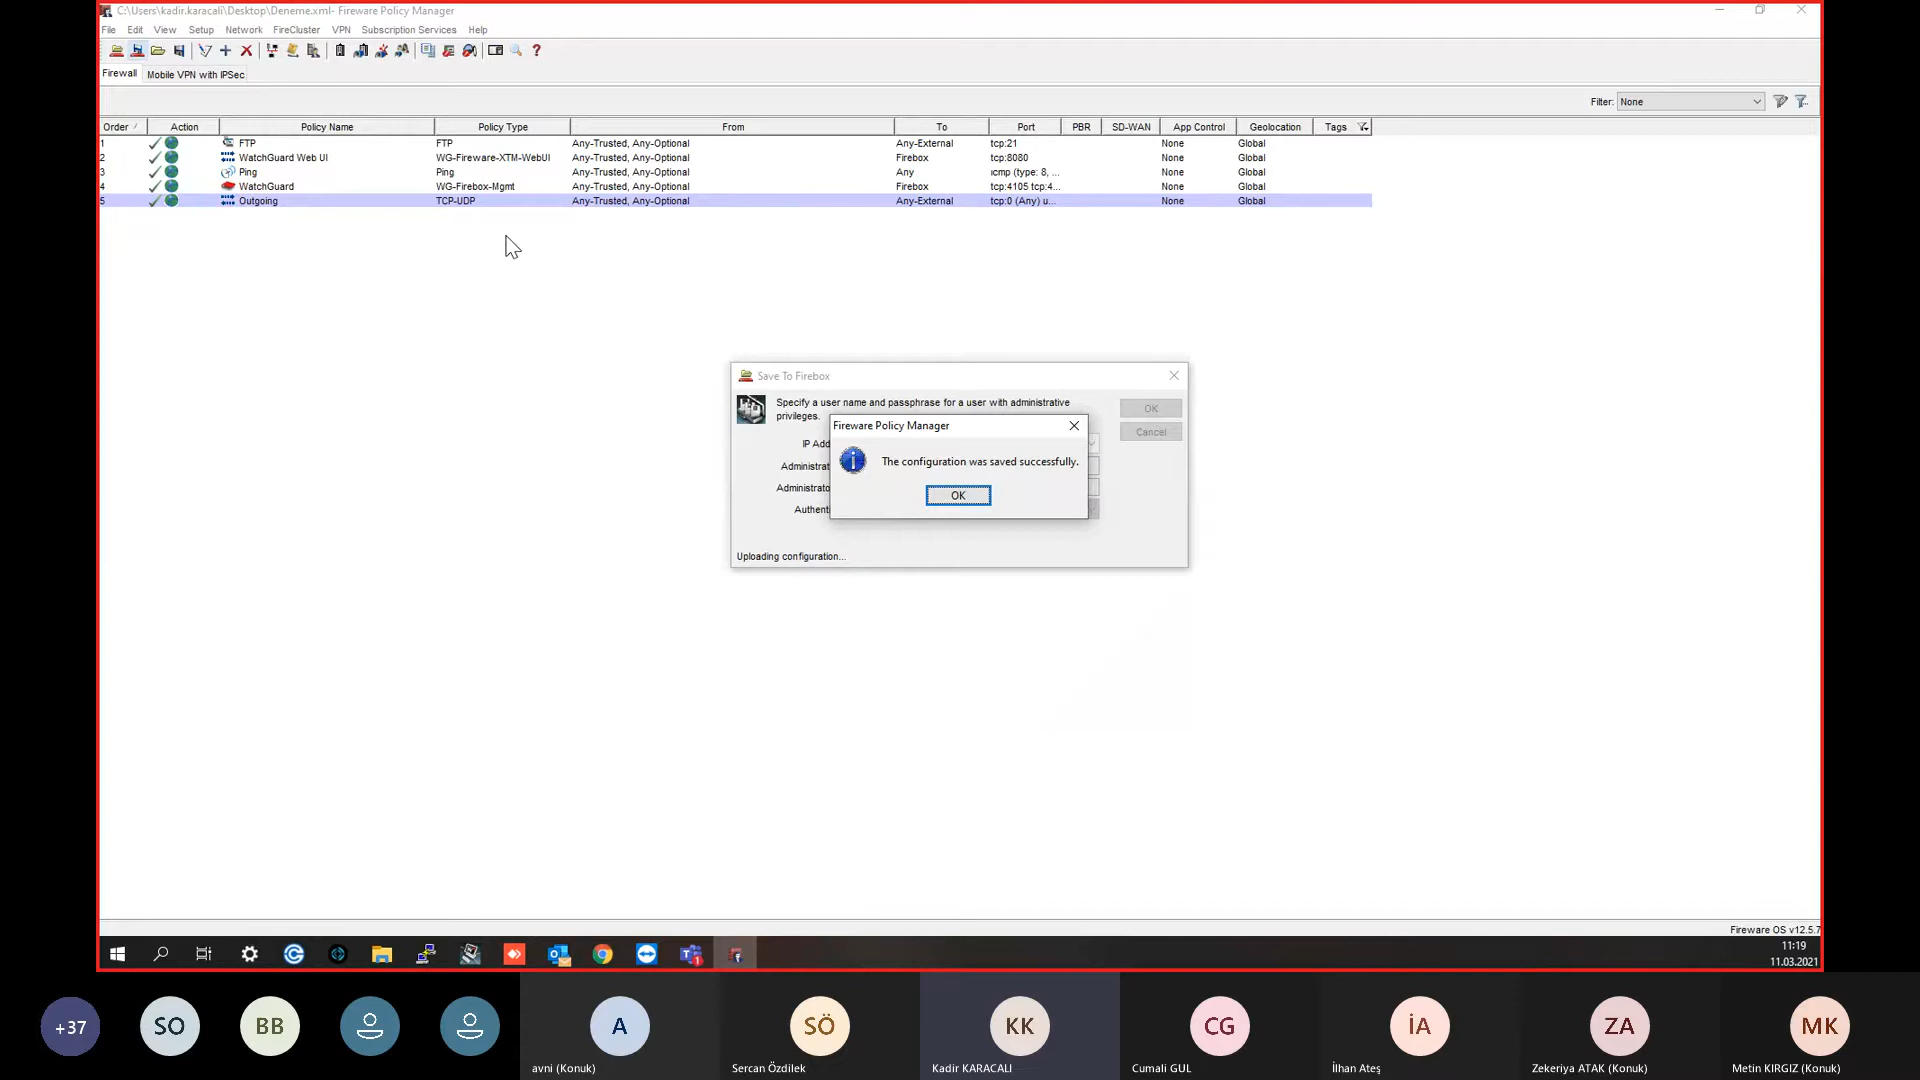 C:\Users\kadir.karacali\Desktop\Deneme.xml- Fireware Policy Manager
File Edit View Setup Network FireCluster VPN Subscription Services Help
Firewall Mobile VPN with IPSec
Filter: None
Order / Action Policy Name Policy Type From To Port PBR SD-WAN App Control Geolocation Tags
1 FTP FTP Any-Trusted, Any-Optional Any-External tcp:21 None Global
2 WatchGuard Web UI WG-Fireware-XTM-WebUI Any-Trusted, Any-Optional Firebox tcp:8080 None Global
3 Ping Ping Any-Trusted, Any-Optional Any icmp (type: 8, ... None Global
4 WatchGuard WG-Firebox-Mgmt Any-Trusted, Any-Optional Firebox tcp:4105 tcp:4... None Global
5 Outgoing TCP-UDP Any-Trusted, Any-Optional Any-External tcp:0 (Any) u... None Global
Save To Firebox
Specify a user name and passphrase for a user with administrative
privileges.
OK
Cancel
IP Add
Administrat
Administrato
Authenti
Fireware Policy Manager
The configuration was saved successfully.
OK
Uploading configuration...
Fireware OS v12.5.7
11:19
11.03.2021
+37 SO BB A SÖ KK CG İA ZA MK
avni (Konuk) Sercan Özdilek Kadir KARACALI Cumali GUL İlhan Ateş Zekeriya ATAK (Konuk) Metin KIRGIZ (Konuk)